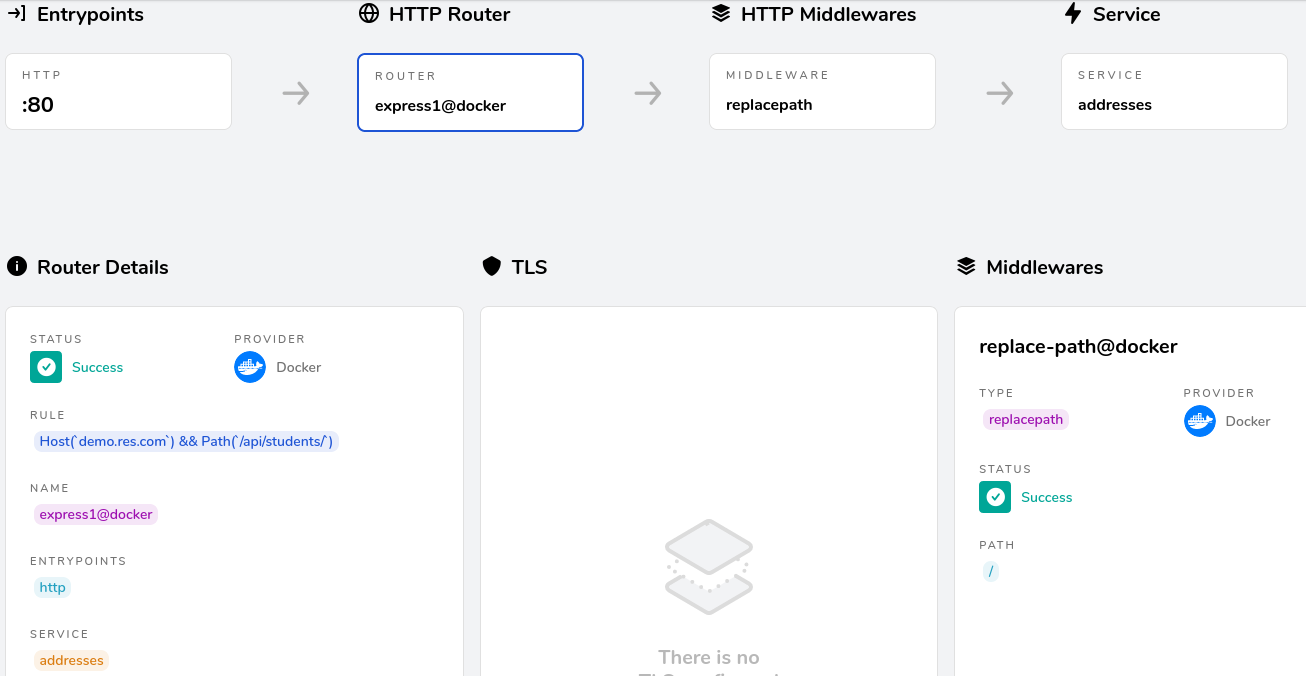 Entrypoints
HTTP Router
HTTP Middlewares
Service
HTTP
:80
ROUTER
express1@docker
MIDDLEWARE
replacepath
SERVICE
addresses
Router Details
TLS
Middlewares
STATUS
Success
PROVIDER
Docker
RULE
Host(`demo.res.com`) && Path(`/api/students/`)
NAME
express1@docker
ENTRYPOINTS
http
SERVICE
addresses
There is no
replace-path@docker
TYPE
replacepath
PROVIDER
Docker
STATUS
Success
PATH
/